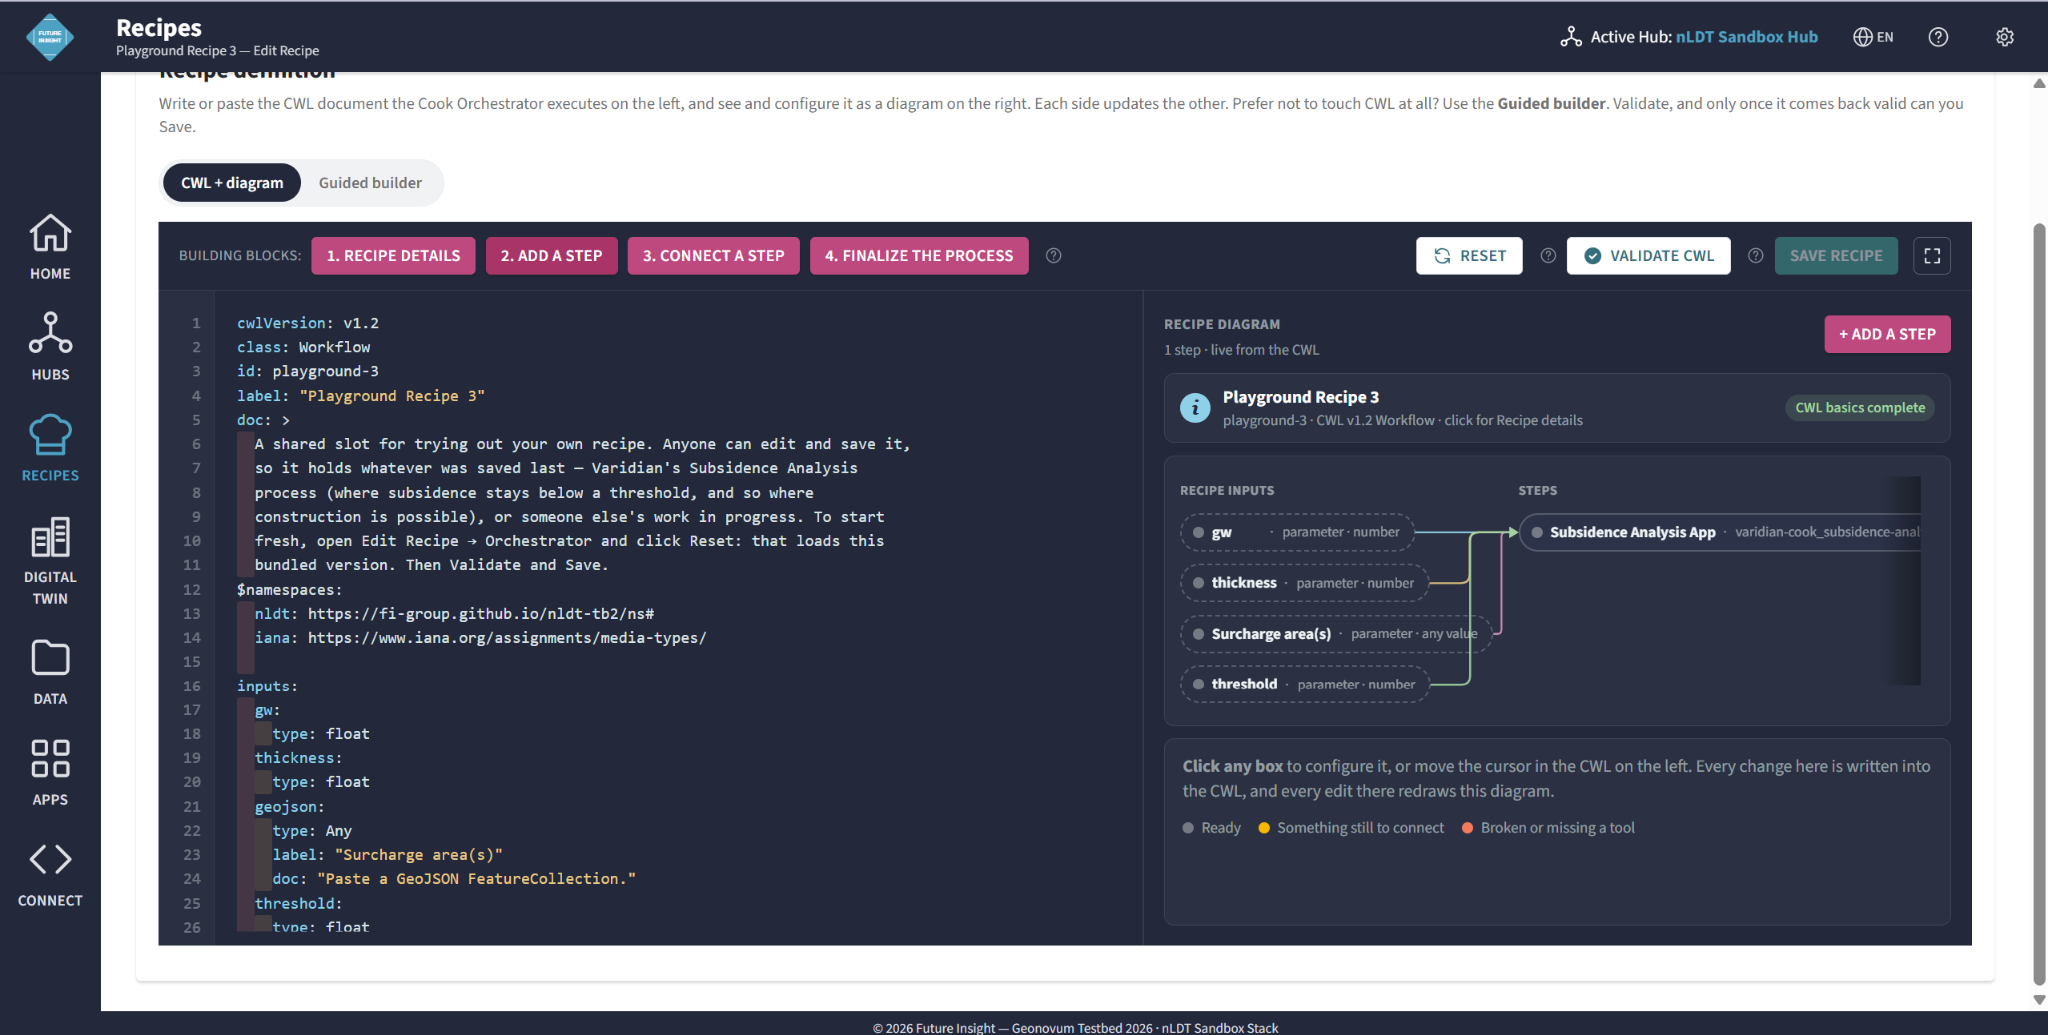 FUTURE
INSIGHT
Recipes
Playground Recipe 3 — Edit Recipe
Active Hub: nLDT Sandbox Hub
EN
Recipe definition
Write or paste the CWL document the Cook Orchestrator executes on the left, and see and configure it as a diagram on the right. Each side updates the other. Prefer not to touch CWL at all? Use the Guided builder. Validate, and only once it comes back valid can you
Save.
CWL + diagram
Guided builder
HOME
HUBS
RECIPES
DIGITAL
TWIN
DATA
APPS
CONNECT
BUILDING BLOCKS:
1. RECIPE DETAILS
2. ADD A STEP
3. CONNECT A STEP
4. FINALIZE THE PROCESS
RESET
VALIDATE CWL
SAVE RECIPE
1 cwlVersion: v1.2
2 class: Workflow
3 id: playground-3
4 label: "Playground Recipe 3"
5 doc: >
6 A shared slot for trying out your own recipe. Anyone can edit and save it,
7 so it holds whatever was saved last — Varidian's Subsidence Analysis
8 process (where subsidence stays below a threshold, and so where
9 construction is possible), or someone else's work in progress. To start
10 fresh, open Edit Recipe → Orchestrator and click Reset: that loads this
11 bundled version. Then Validate and Save.
12 $namespaces:
13 nldt: https://fi-group.github.io/nldt-tb2/ns#
14 iana: https://www.iana.org/assignments/media-types/
15
16 inputs:
17 gw:
18 type: float
19 thickness:
20 type: float
21 geojson:
22 type: Any
23 label: "Surcharge area(s)"
24 doc: "Paste a GeoJSON FeatureCollection."
25 threshold:
26 type: float
RECIPE DIAGRAM
1 step · live from the CWL
+ ADD A STEP
Playground Recipe 3
playground-3 · CWL v1.2 Workflow · click for Recipe details
CWL basics complete
RECIPE INPUTS
STEPS
gw · parameter · number
Subsidence Analysis App · varidian-cook_subsidence-anal
thickness · parameter · number
Surcharge area(s) · parameter · any value
threshold · parameter · number
Click any box to configure it, or move the cursor in the CWL on the left. Every change here is written into
the CWL, and every edit there redraws this diagram.
Ready
Something still to connect
Broken or missing a tool
© 2026 Future Insight — Geonovum Testbed 2026 · nLDT Sandbox Stack